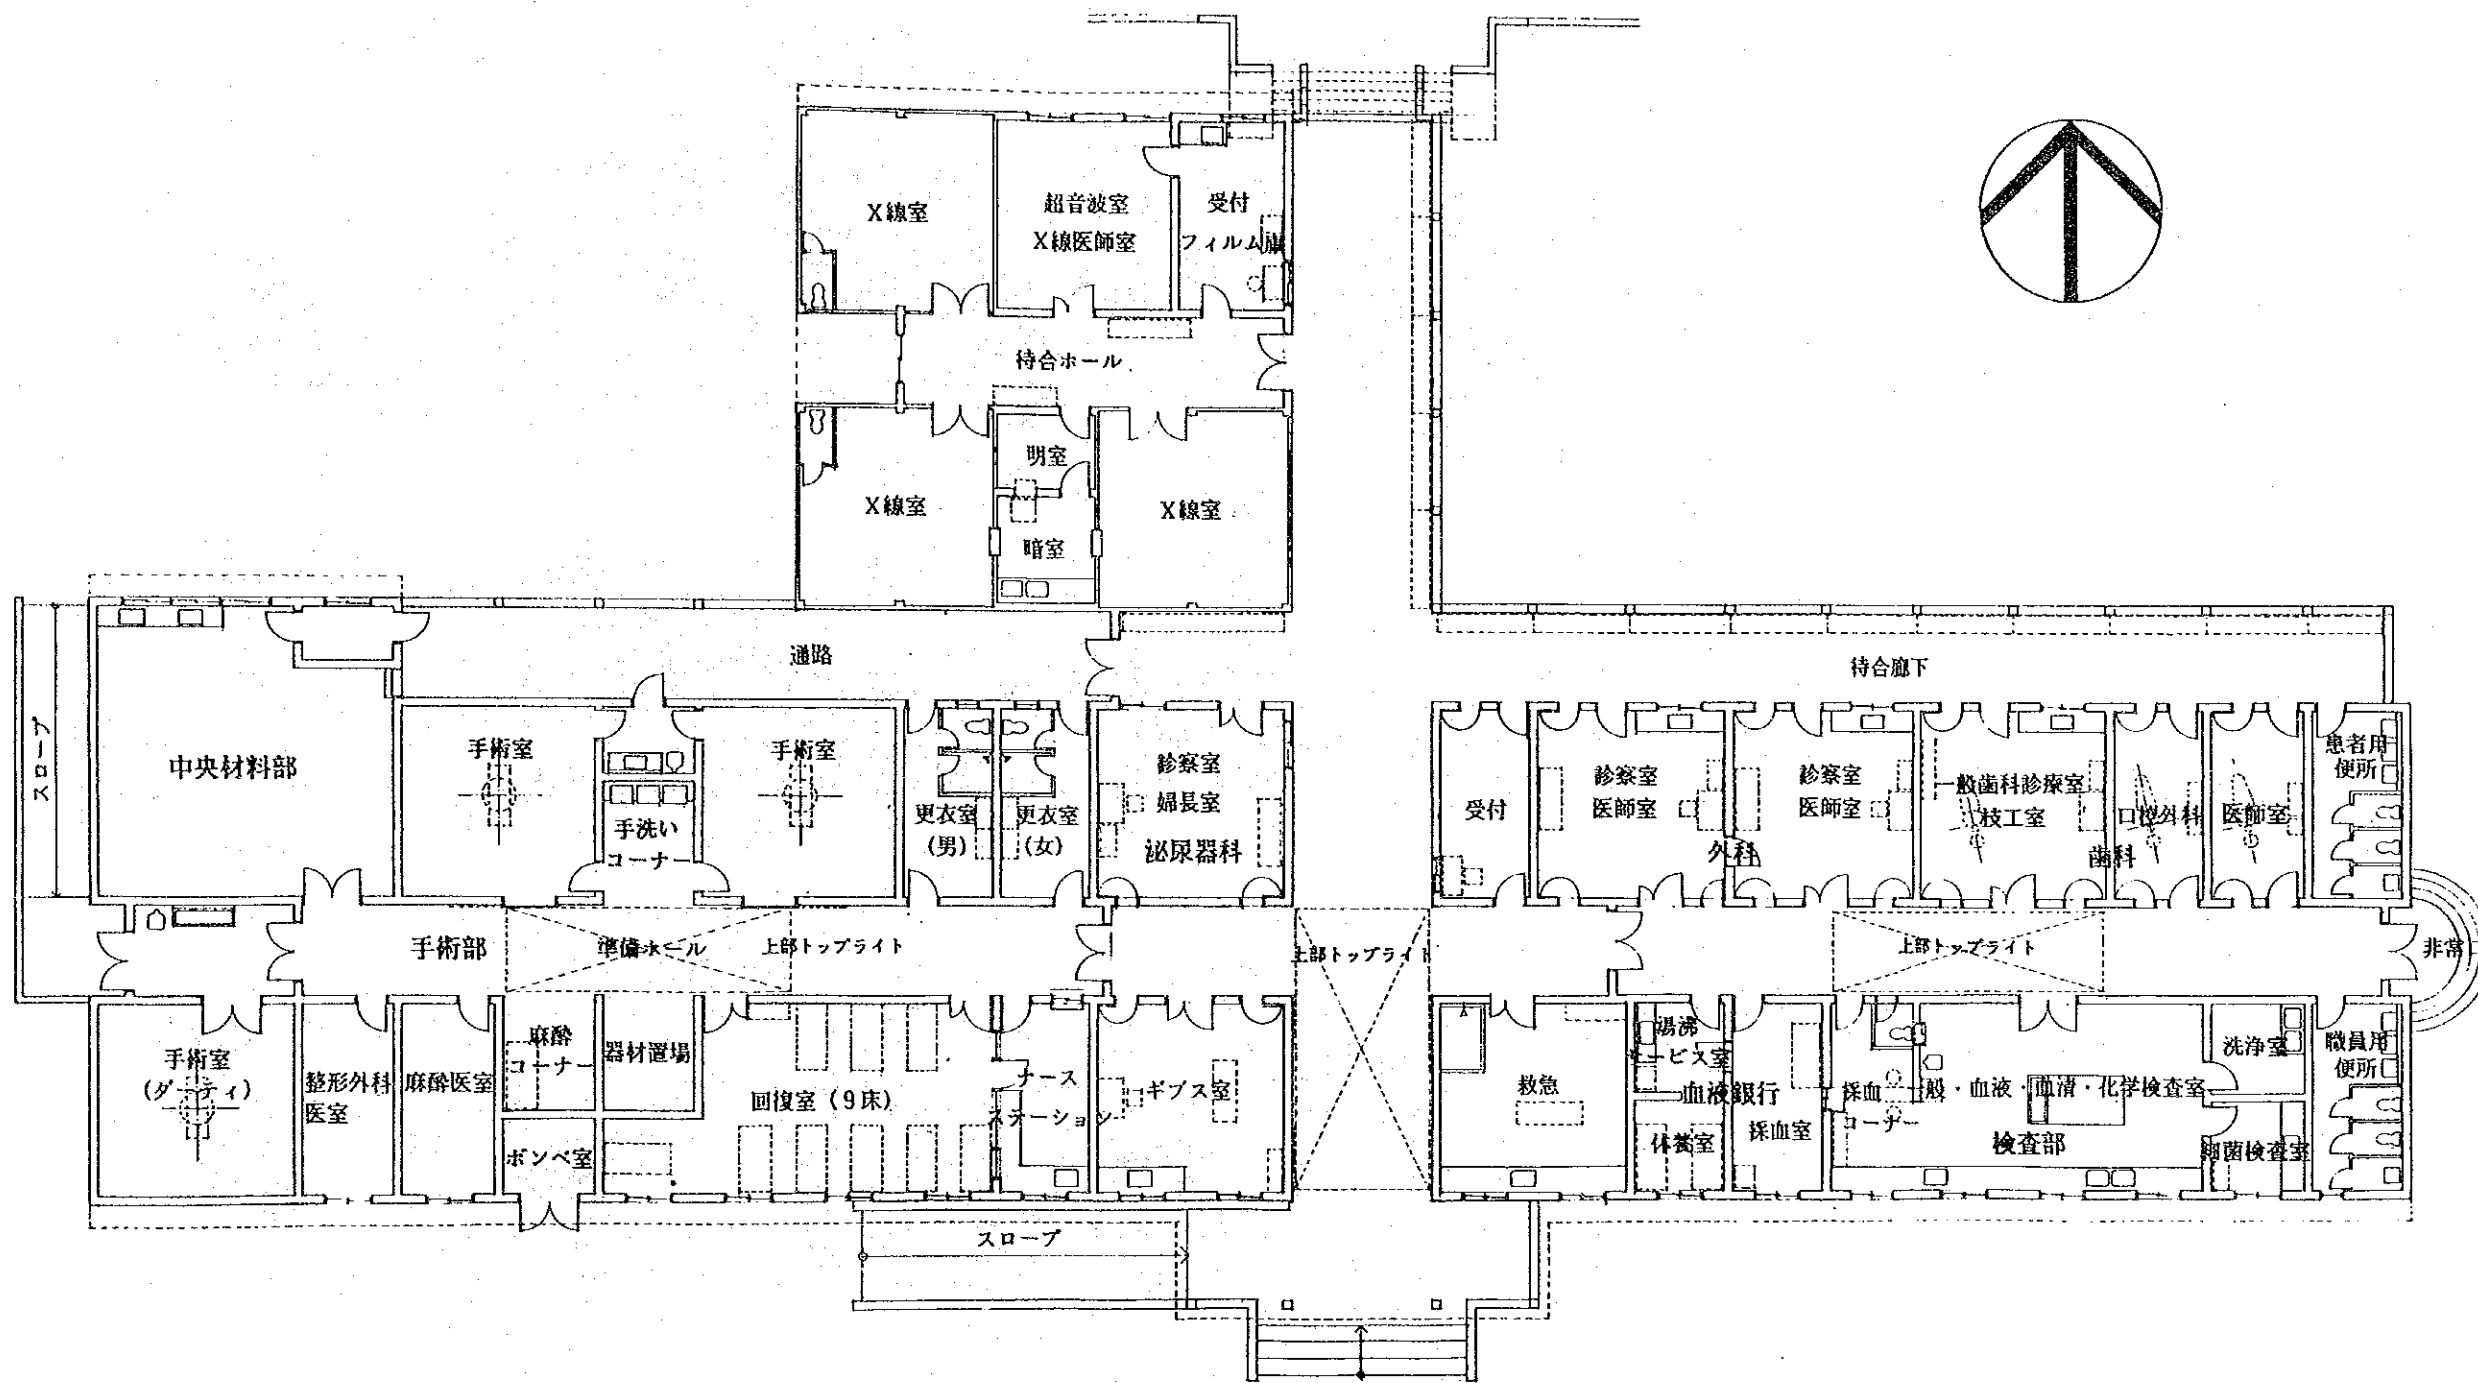 X線室
超音波室
X線医師室
受付
フィルム庫
待合ホール
X線室
明室
暗室
X線室
スロープ
通路
待合廊下
中央材料部
手術室
手洗い
コーナー
手術室
更衣室
(男)
更衣室
(女)
診察室
婦長室
泌尿器科
受付
診察室
医師室
診察室
医師室
外科
一般歯科診療室
技工室
口腔外科
歯科
医師室
患者用
便所
手術部
準備ホール
上部トップライト
上部トップライト
上部トップライト
非常口
手術室
(ダーティ)
整形外科
医室
麻酔医室
麻酔
コーナー
ボンベ室
器材置場
回復室(9床)
ナース
ステーション
ギプス室
救急
湯沸
サービス室
血液銀行
休養室
採血室
採血
コーナー
一般・血液・血清・化学検査室
検査部
洗浄室
細菌検査室
職員用
便所
スロープ